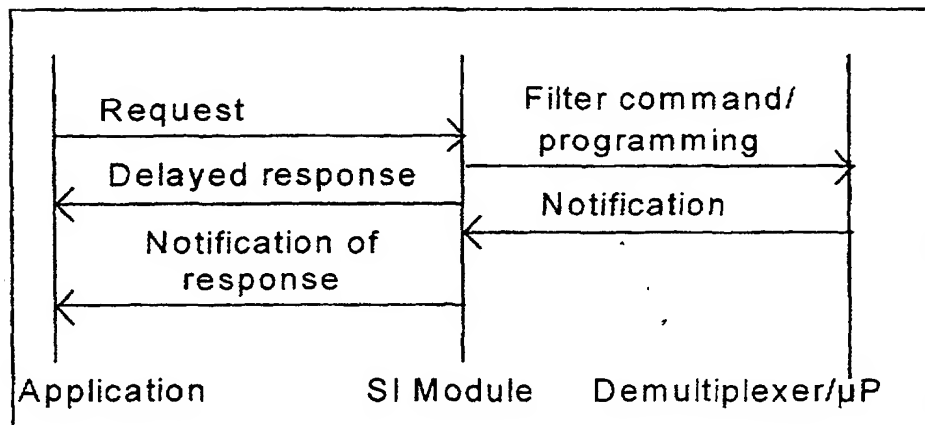 Request
Filter command/
programming
Delayed response
Notification
Notification of
response
Application
SI Module
Demultiplexer/µP